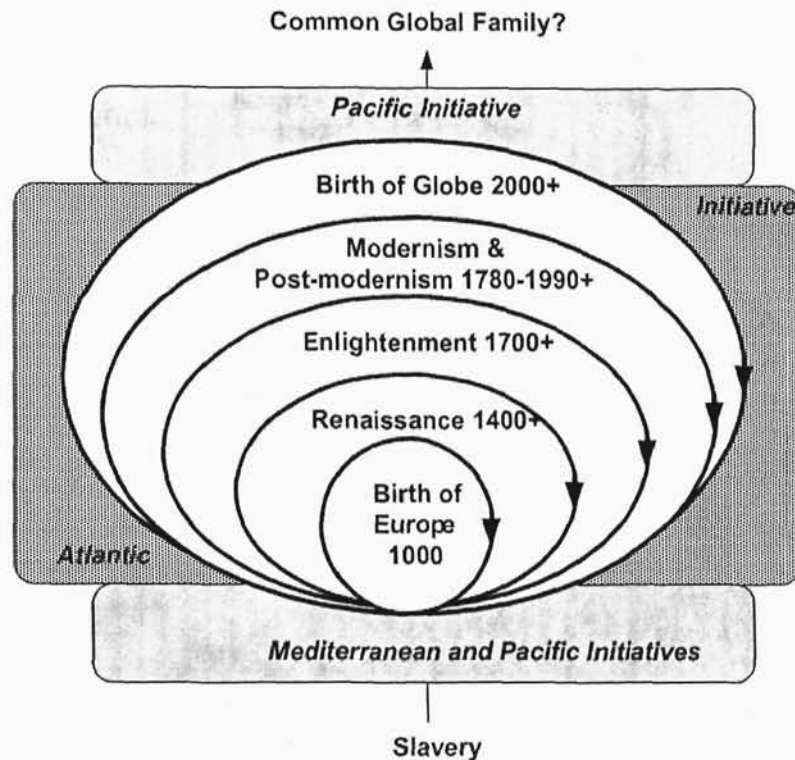 Common Global Family?
Pacific Initiative
Birth of Globe 2000+
Initiative
Modernism &
Post-modernism 1780-1990+
Enlightenment 1700+
Renaissance 1400+
Birth of
Europe
1000
Atlantic
Mediterranean and Pacific Initiatives
Slavery